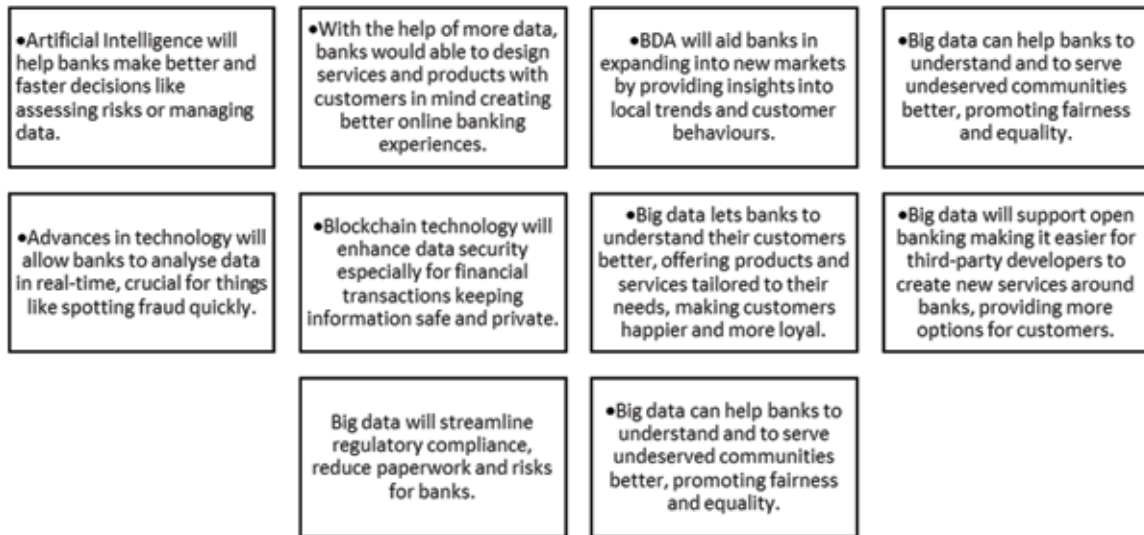 •Artificial Intelligence will
help banks make better and
faster decisions like
assessing risks or managing
data.
•With the help of more data,
banks would able to design
services and products with
customers in mind creating
better online banking
experiences.
•BDA will aid banks in
expanding into new markets
by providing insights into
local trends and customer
behaviours.
•Big data can help banks to
understand and to serve
undeserved communities
better, promoting fairness
and equality.
•Advances in technology will
allow banks to analyse data
in real-time, crucial for things
like spotting fraud quickly.
•Blockchain technology will
enhance data security
especially for financial
transactions keeping
information safe and private.
•Big data lets banks to
understand their customers
better, offering products and
services tailored to their
needs, making customers
happier and more loyal.
•Big data will support open
banking making it easier for
third-party developers to
create new services around
banks, providing more
options for customers.
Big data will streamline
regulatory compliance,
reduce paperwork and risks
for banks.
•Big data can help banks to
understand and to serve
undeserved communities
better, promoting fairness
and equality.